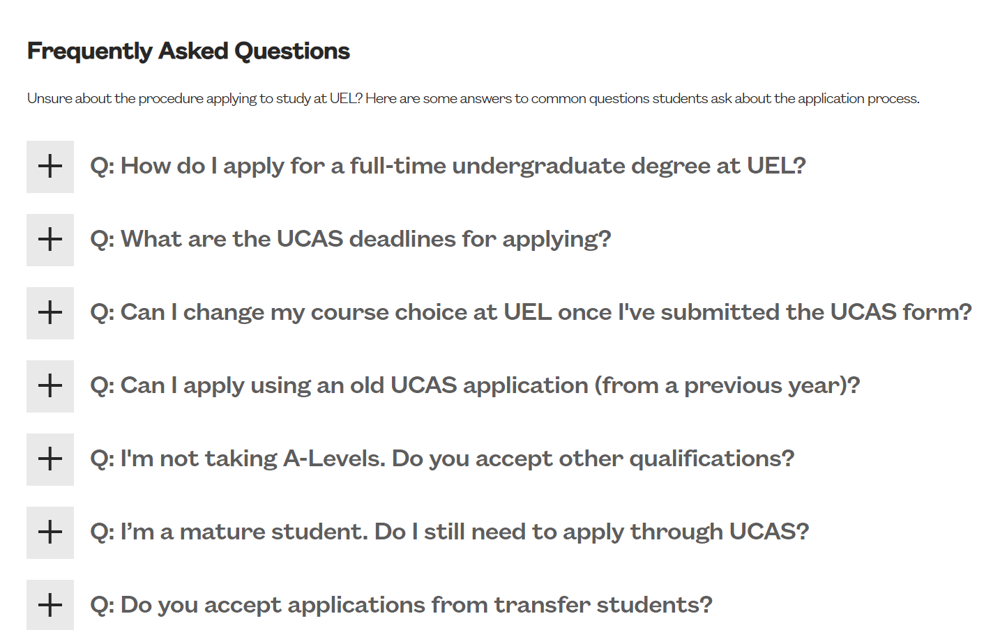 Frequently Asked Questions
Unsure about the procedure applying to study at UEL? Here are some answers to common questions students ask about the application process.
Q: How do I apply for a full-time undergraduate degree at UEL?
Q: What are the UCAS deadlines for applying?
Q: Can I change my course choice at UEL once I've submitted the UCAS form?
Q: Can I apply using an old UCAS application (from a previous year)?
Q: I'm not taking A-Levels. Do you accept other qualifications?
Q: I’m a mature student. Do I still need to apply through UCAS?
Q: Do you accept applications from transfer students?